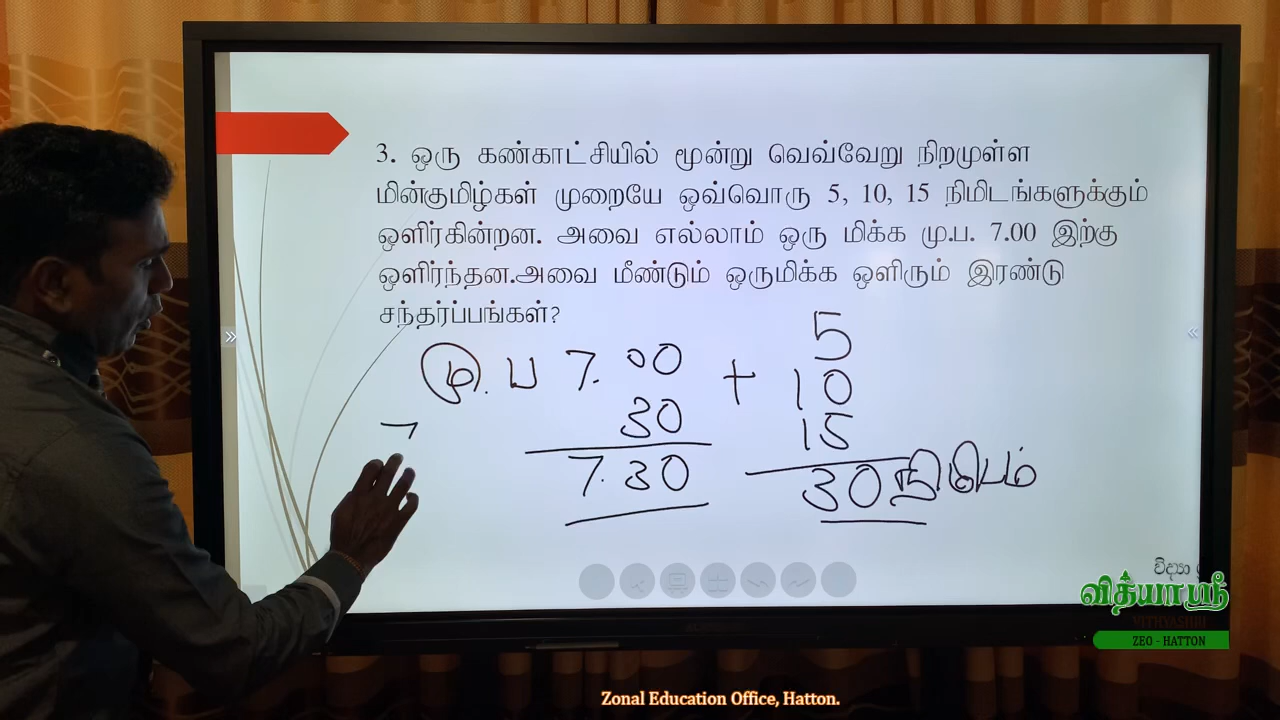 3. ஒரு கண்காட்சியில் மூன்று வெவ்வேறு நிறமுள்ள
மின்குமிழ்கள் முறையே ஒவ்வொரு 5, 10, 15 நிமிடங்களுக்கும்
ஒளிர்கின்றன. அவை எல்லாம் ஒரு மிக்க மு.ப. 7.00 இற்கு
ஒளிர்ந்தன.அவை மீண்டும் ஒருமிக்க ஒளிரும் இரண்டு
சந்தர்ப்பங்கள்?
மு. ப 7.00
30
7.30
+
5
10
15
30 நிமிடம்
විද්‍යා
வித்யாஸ்ரீ
VITHYASHRI
ZEO - HATTON
Zonal Education Office, Hatton.